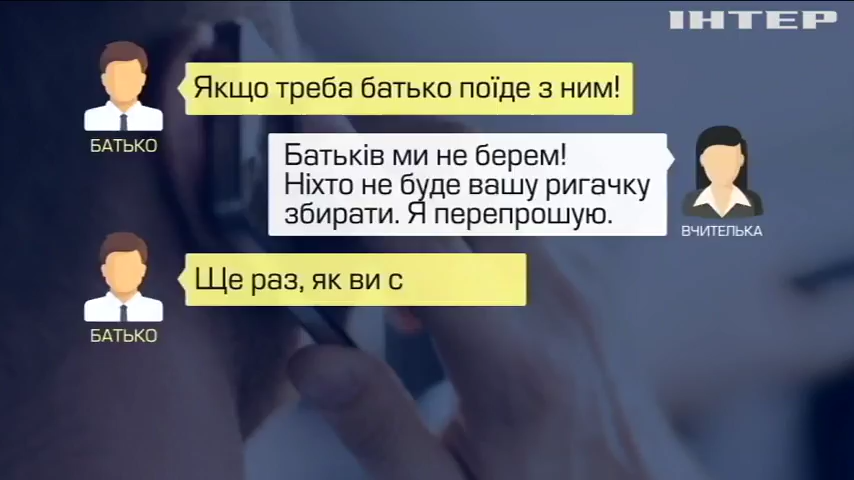 ІНТЕР
Якщо треба батько поїде з ним!
БАТЬКО
Батьків ми не берем!
Ніхто не буде вашу ригачку
збирати. Я перепрошую.
ВЧИТЕЛЬКА
Ще раз, як ви с
БАТЬКО